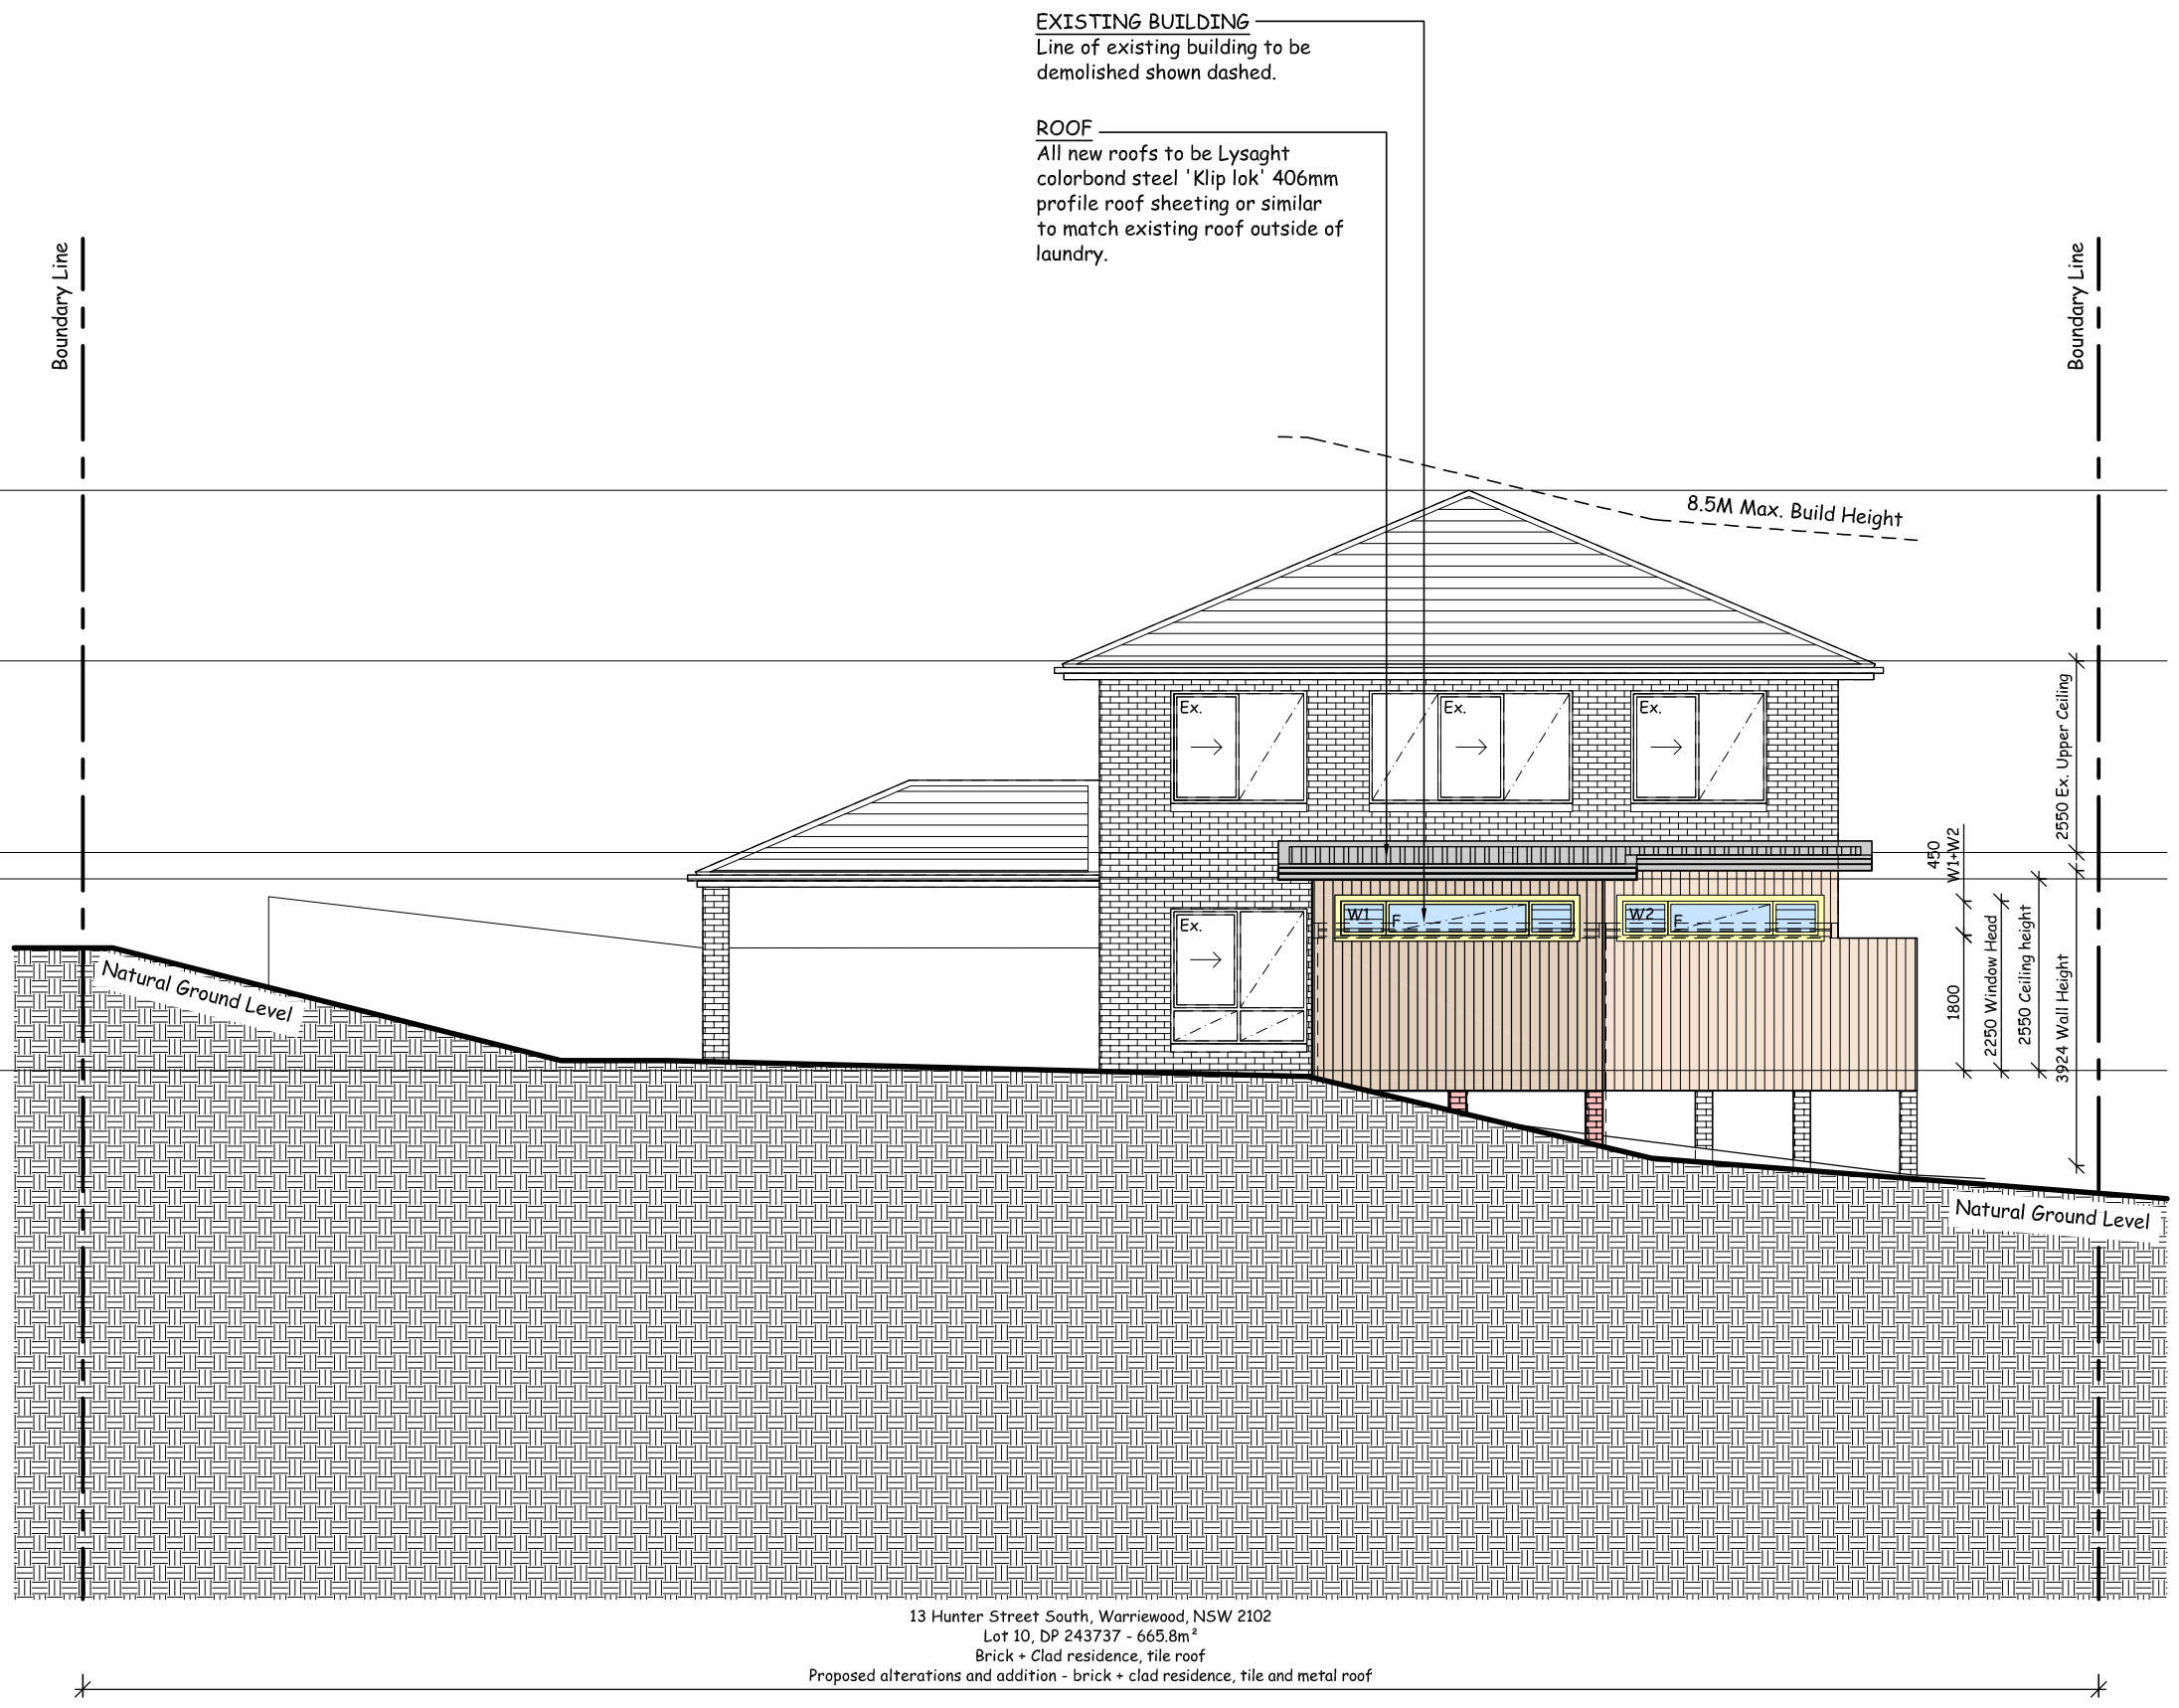 EXISTING BUILDING
Line of existing building to be
demolished shown dashed.
ROOF
All new roofs to be Lysaght
colorbond steel 'Klip lok' 406mm
profile roof sheeting or similar
to match existing roof outside of
laundry.
Boundary Line
Boundary Line
8.5M Max. Build Height
Ex.
Ex.
Ex.
2550 Ex. Upper Ceiling
450
W1+W2
W1
F
W2
F
Ex.
1800
2250 Window Head
2550 Ceiling height
3924 Wall Height
Natural Ground Level
Natural Ground Level
13 Hunter Street South, Warriewood, NSW 2102
Lot 10, DP 243737 - 665.8m²
Brick + Clad residence, tile roof
Proposed alterations and addition - brick + clad residence, tile and metal roof